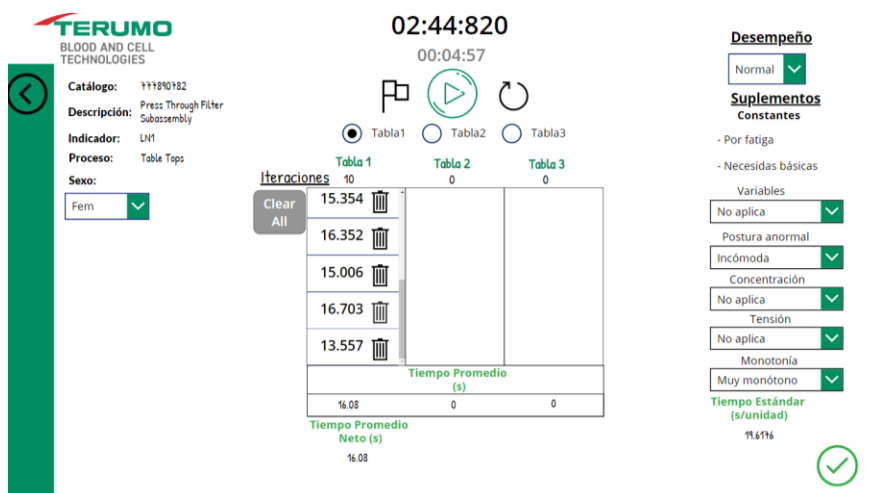 TERUMO
BLOOD AND CELL
TECHNOLOGIES
Catálogo: 777890782
Descripción: Press Through Filter
Subassembly
Indicador: LN1
Proceso: Table Tops
Sexo:
Fem
02:44:820
00:04:57
Tabla1 Tabla2 Tabla3
Tabla 1 Tabla 2 Tabla 3
Iteraciones 10 0 0
Clear
All
15.354
16.352
15.006
16.703
13.557
Tiempo Promedio
(s)
16.08 0 0
Tiempo Promedio
Neto (s)
16.08
Desempeño
Normal
Suplementos
Constantes
- Por fatiga
- Necesidas básicas
Variables
No aplica
Postura anormal
Incómoda
Concentración
No aplica
Tensión
No aplica
Monotonía
Muy monótono
Tiempo Estándar
(s/unidad)
19.6176